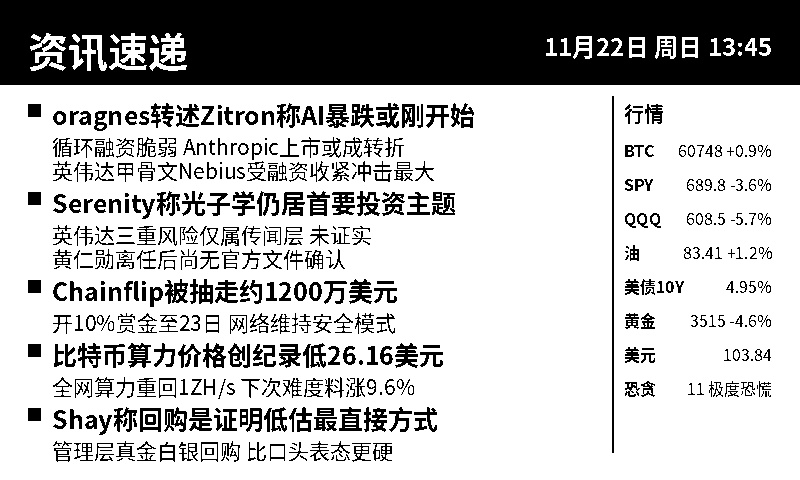 资讯速递
11月22日 周日 13:45
oragnes转述Zitron称AI暴跌或刚开始
循环融资脆弱 Anthropic上市或成转折
英伟达甲骨文Nebius受融资收紧冲击最大
Serenity称光子学仍居首要投资主题
英伟达三重风险仅属传闻层 未证实
黄仁勋离任后尚无官方文件确认
Chainflip被抽走约1200万美元
开10%赏金至23日 网络维持安全模式
比特币算力价格创纪录低26.16美元
全网算力重回1ZH/s 下次难度料涨9.6%
Shay称回购是证明低估最直接方式
管理层真金白银回购 比口头表态更硬
行情
BTC 60748 +0.9%
SPY 689.8 -3.6%
QQQ 608.5 -5.7%
油 83.41 +1.2%
美债10Y 4.95%
黄金 3515 -4.6%
美元 103.84
恐贪 11 极度恐慌